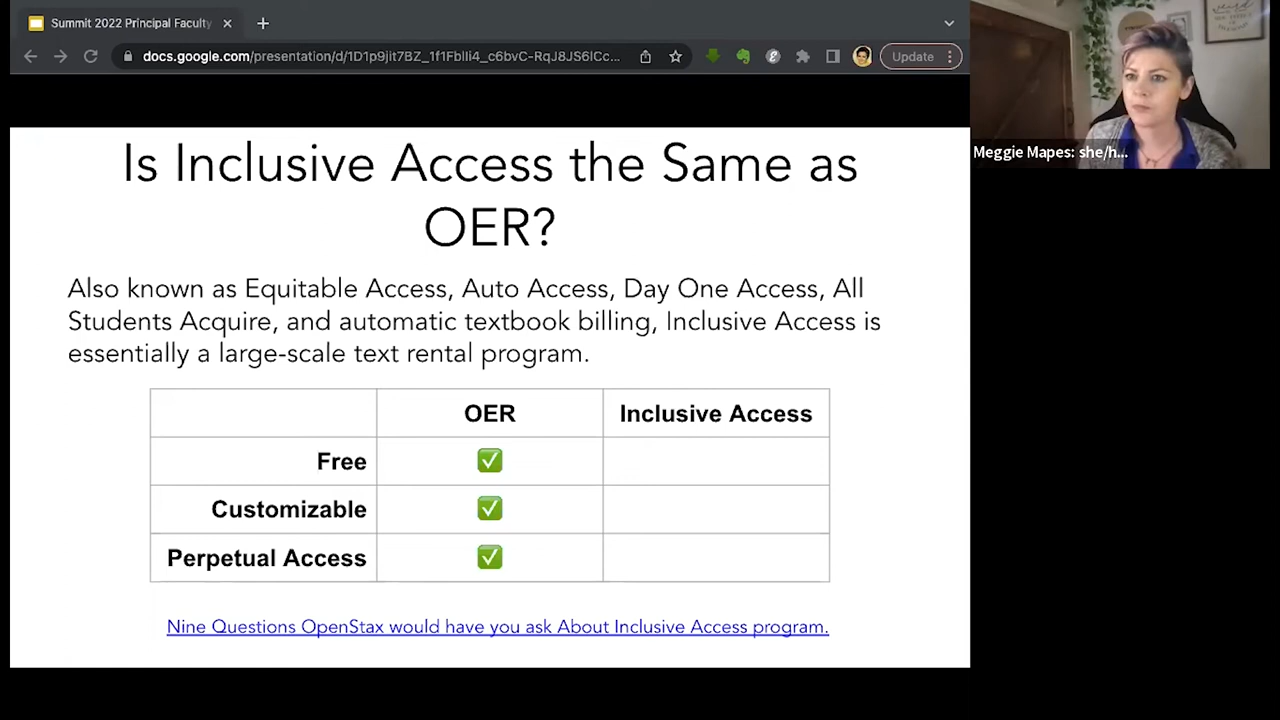 Summit 2022 Principal Faculty
docs.google.com/presentation/d/1D1p9jit7BZ_1f1FbIIi4_c6bvC-RqJ8JS6lCc...
Update
Meggie Mapes: she/h...
Is Inclusive Access the Same as
OER?
Also known as Equitable Access, Auto Access, Day One Access, All
Students Acquire, and automatic textbook billing, Inclusive Access is
essentially a large-scale text rental program.
OER Inclusive Access
Free
Customizable
Perpetual Access
Nine Questions OpenStax would have you ask About Inclusive Access program.